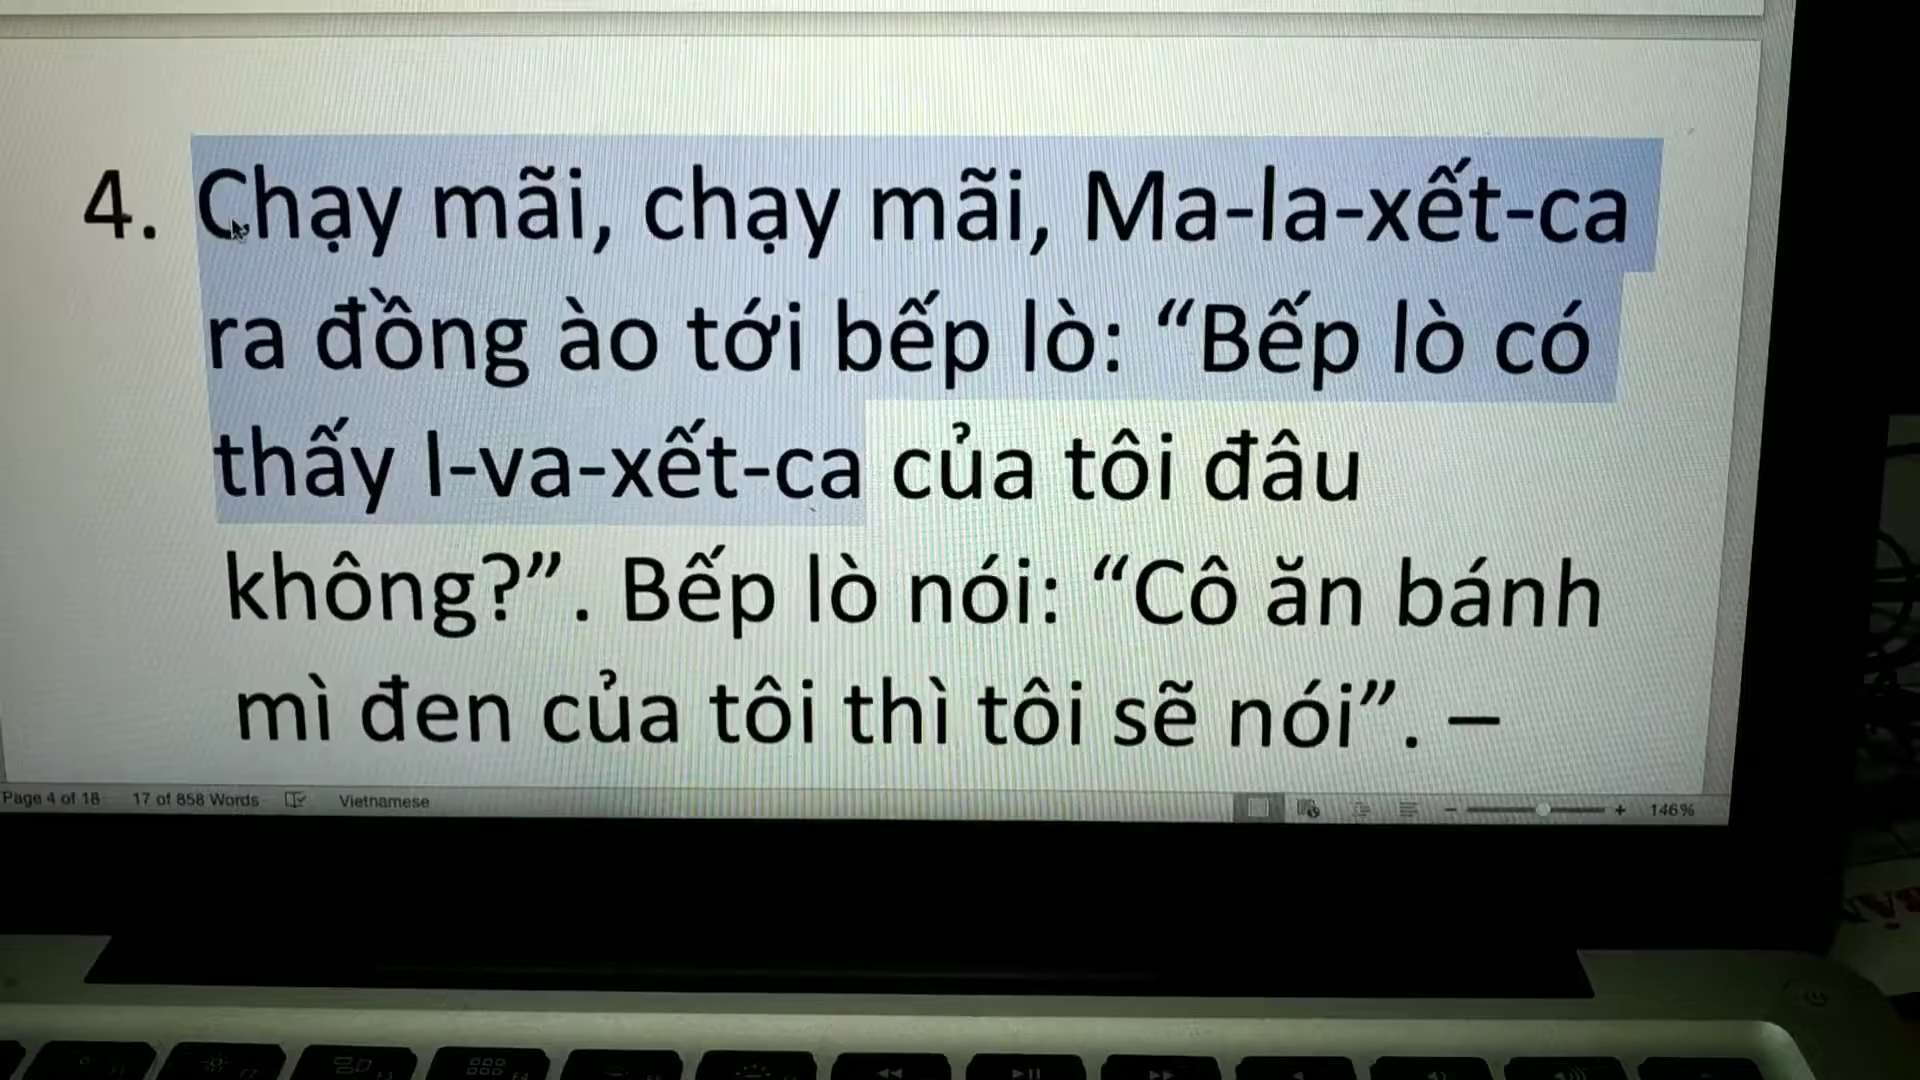 4. Chạy mãi, chạy mãi, Ma-la-xết-ca
ra đồng ào tới bếp lò: “Bếp lò có
thấy I-va-xết-ca của tôi đâu
không?”. Bếp lò nói: “Cô ăn bánh
mì đen của tôi thì tôi sẽ nói”. –
Page 4 of 18 17 of 858 Words Vietnamese 146%